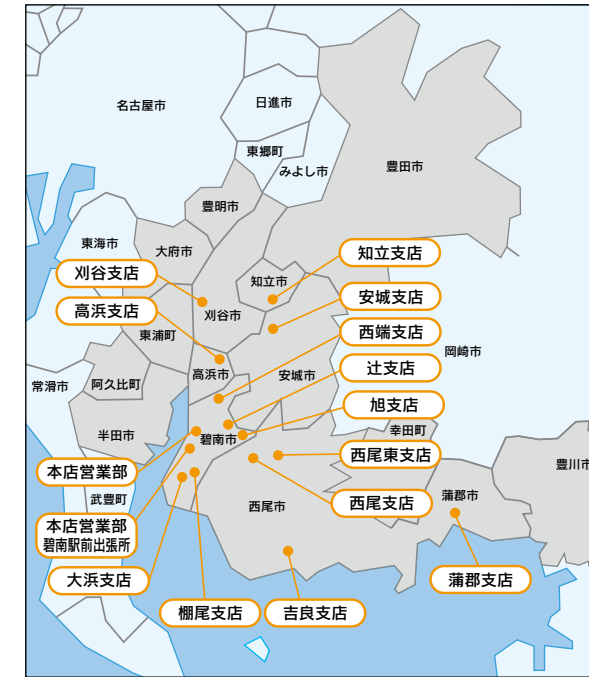 名古屋市
日進市
東郷町
みよし市
豊田市
豊明市
東海市
大府市
知立支店
刈谷支店
知立市
安城支店
高浜支店
刈谷市
西端支店
東浦町
岡崎市
辻支店
高浜市
安城市
常滑市
阿久比町
旭支店
幸田町
半田市
碧南市
西尾東支店
豊川市
本店営業部
武豊町
西尾市
西尾支店
蒲郡市
本店営業部
碧南駅前出張所
大浜支店
蒲郡支店
棚尾支店
吉良支店